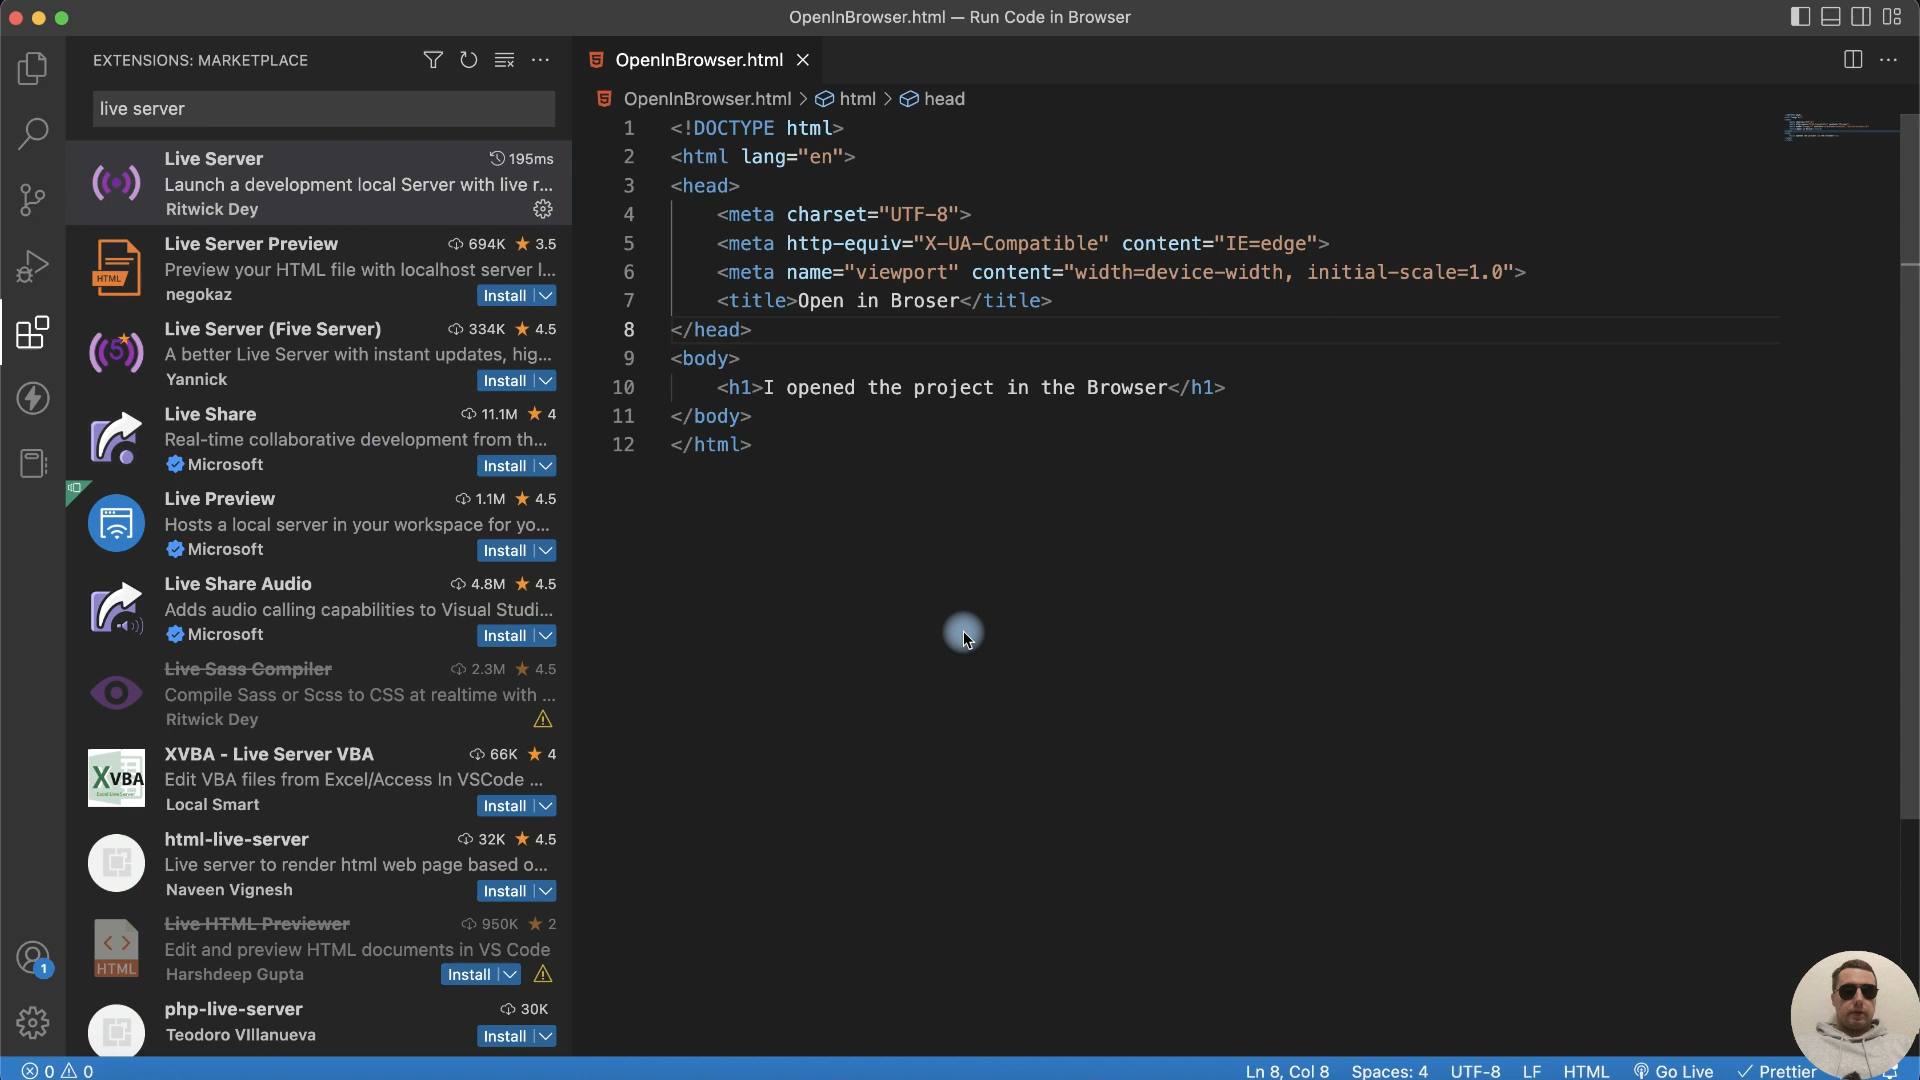 OpenInBrowser.html — Run Code in Browser
EXTENSIONS: MARKETPLACE
live server
Live Server 195ms
Launch a development local Server with live r...
Ritwick Dey
Live Server Preview 694K 3.5
Preview your HTML file with localhost server l...
negokaz Install
Live Server (Five Server) 334K 4.5
A better Live Server with instant updates, hig...
Yannick Install
Live Share 11.1M 4
Real-time collaborative development from th...
Microsoft Install
Live Preview 1.1M 4.5
Hosts a local server in your workspace for yo...
Microsoft Install
Live Share Audio 4.8M 4.5
Adds audio calling capabilities to Visual Studi...
Microsoft Install
Live Sass Compiler 2.3M 4.5
Compile Sass or Scss to CSS at realtime with ...
Ritwick Dey
XVBA - Live Server VBA 66K 4
Edit VBA files from Excel/Access In VSCode ...
Local Smart Install
html-live-server 32K 4.5
Live server to render html web page based o...
Naveen Vignesh Install
Live HTML Previewer 950K 2
Edit and preview HTML documents in VS Code
Harshdeep Gupta Install
php-live-server 30K
Teodoro VIllanueva Install
HTML
5
XVBA
HTML
1
OpenInBrowser.html
OpenInBrowser.html > html > head
1 <!DOCTYPE html>
2 <html lang="en">
3 <head>
4 <meta charset="UTF-8">
5 <meta http-equiv="X-UA-Compatible" content="IE=edge">
6 <meta name="viewport" content="width=device-width, initial-scale=1.0">
7 <title>Open in Broser</title>
8 </head>
9 <body>
10 <h1>I opened the project in the Browser</h1>
11 </body>
12 </html>
0 0 Ln 8, Col 8 Spaces: 4 UTF-8 LF HTML Go Live Prettier